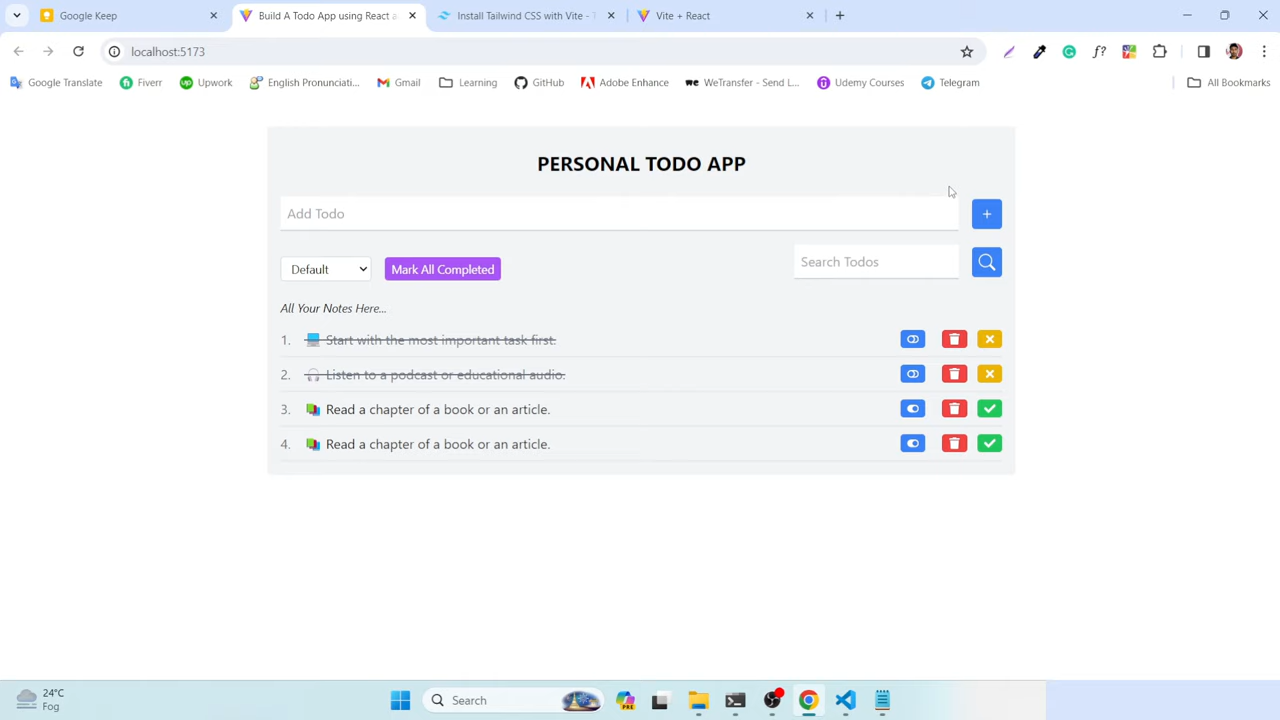 Google Keep
Build A Todo App using React a
Install Tailwind CSS with Vite - T
Vite + React
localhost:5173
Google Translate
Fiverr
Upwork
English Pronunciati...
Gmail
Learning
GitHub
Adobe Enhance
WeTransfer - Send L...
Udemy Courses
Telegram
All Bookmarks
PERSONAL TODO APP
Add Todo
+
Default
Mark All Completed
Search Todos
All Your Notes Here...
1. Start with the most important task first.
2. Listen to a podcast or educational audio.
3. Read a chapter of a book or an article.
4. Read a chapter of a book or an article.
24°C
Fog
Search